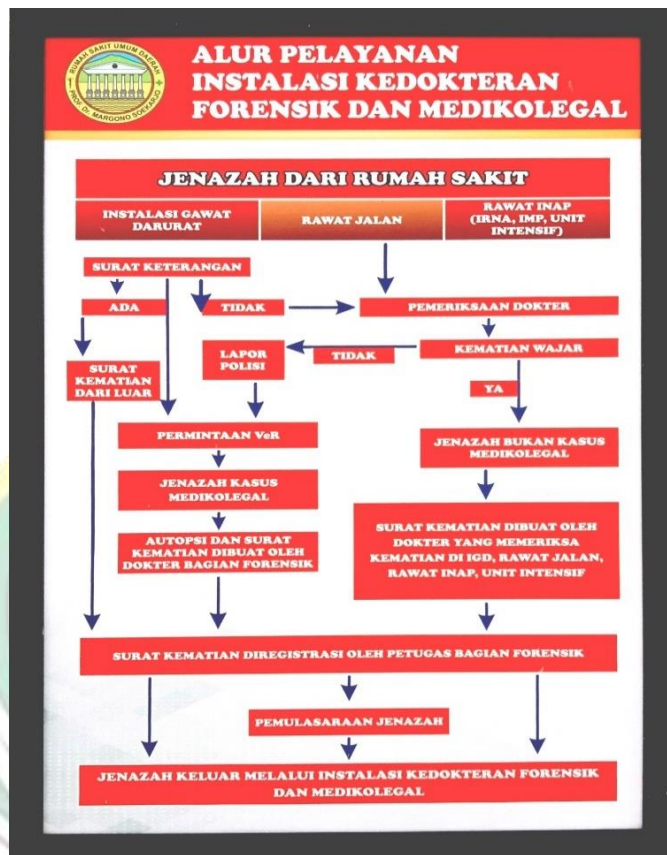 RUMAH SAKIT UMUM DAERAH
PROF. Dr. MARGONO SOEKARJO
ALUR PELAYANAN
INSTALASI KEDOKTERAN
FORENSIK DAN MEDIKOLEGAL
JENAZAH DARI RUMAH SAKIT
INSTALASI GAWAT
DARURAT
RAWAT JALAN
RAWAT INAP
(IRNA, IMP, UNIT
INTENSIF)
SURAT KETERANGAN
ADA
TIDAK
PEMERIKSAAN DOKTER
SURAT
KEMATIAN
DARI LUAR
LAPOR
POLISI
TIDAK
KEMATIAN WAJAR
YA
PERMINTAAN VeR
JENAZAH BUKAN KASUS
MEDIKOLEGAL
JENAZAH KASUS
MEDIKOLEGAL
AUTOPSI DAN SURAT
KEMATIAN DIBUAT OLEH
DOKTER BAGIAN FORENSIK
SURAT KEMATIAN DIBUAT OLEH
DOKTER YANG MEMERIKSA
KEMATIAN DI IGD, RAWAT JALAN,
RAWAT INAP, UNIT INTENSIF
SURAT KEMATIAN DIREGISTRASI OLEH PETUGAS BAGIAN FORENSIK
PEMULASARAAN JENAZAH
JENAZAH KELUAR MELALUI INSTALASI KEDOKTERAN FORENSIK
DAN MEDIKOLEGAL